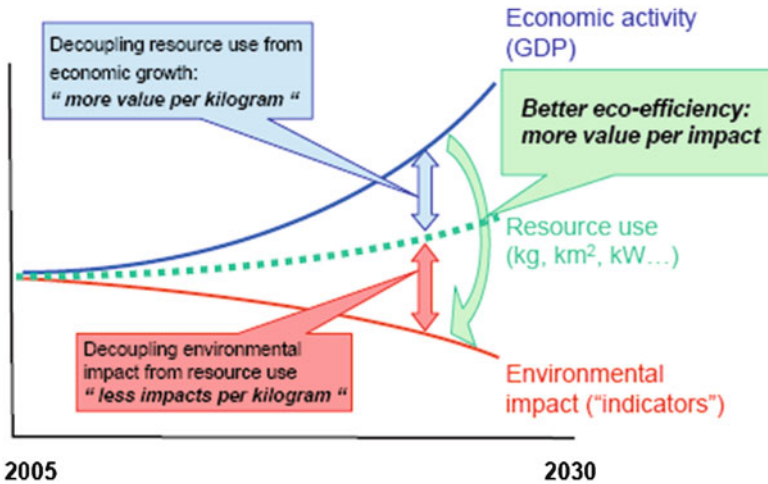 Economic activity
(GDP)
Decoupling resource use from
economic growth:
“ more value per kilogram “
Better eco-efficiency:
more value per impact
Resource use
(kg, km², kW…)
Decoupling environmental
impact from resource use
“ less impacts per kilogram “
Environmental
impact (“indicators”)
2005
2030